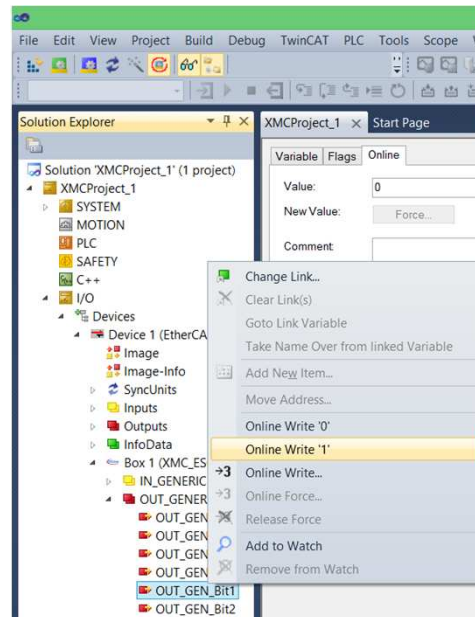 File Edit View Project Build Debug TwinCAT PLC Tools Scope
Solution Explorer
XMCProject_1 Start Page
Solution 'XMCProject_1' (1 project)
XMCProject_1
SYSTEM
MOTION
PLC
SAFETY
C++
I/O
Devices
Device 1 (EtherCA
Image
Image-Info
SyncUnits
Inputs
Outputs
InfoData
Box 1 (XMC_ES
IN_GENERIC
OUT_GENER
OUT_GEN
OUT_GEN
OUT_GEN
OUT_GEN
OUT_GEN_Bit1
OUT_GEN_Bit2
Variable Flags Online
Value: 0
New Value: Force...
Comment:
Change Link...
Clear Link(s)
Goto Link Variable
Take Name Over from linked Variable
Add New Item...
Move Address...
Online Write '0'
Online Write '1'
→3 Online Write...
→3 Online Force...
Release Force
Add to Watch
Remove from Watch